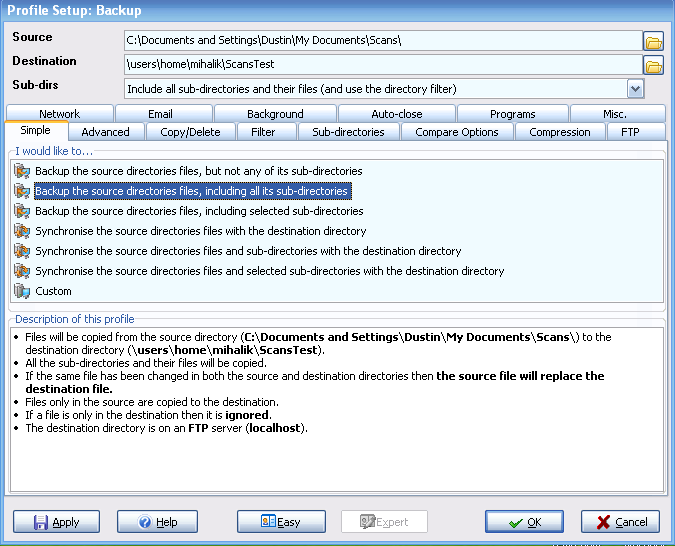 Profile Setup: Backup
Source
C:\Documents and Settings\Dustin\My Documents\Scans\
Destination
\users\home\mihalik\ScansTest
Sub-dirs
Include all sub-directories and their files (and use the directory filter)
Network Email Background Auto-close Programs Misc.
Simple Advanced Copy/Delete Filter Sub-directories Compare Options Compression FTP
I would like to...
Backup the source directories files, but not any of its sub-directories
Backup the source directories files, including all its sub-directories
Backup the source directories files, including selected sub-directories
Synchronise the source directories files with the destination directory
Synchronise the source directories files and sub-directories with the destination directory
Synchronise the source directories files and selected sub-directories with the destination directory
Custom
Description of this profile
• Files will be copied from the source directory (C:\Documents and Settings\Dustin\My Documents\Scans\) to the
destination directory (\users\home\mihalik\ScansTest).
• All the sub-directories and their files will be copied.
• If the same file has been changed in both the source and destination directories then the source file will replace the
destination file.
• Files only in the source are copied to the destination.
• If a file is only in the destination then it is ignored.
• The destination directory is on an FTP server (localhost).
Apply Help Easy Expert OK Cancel